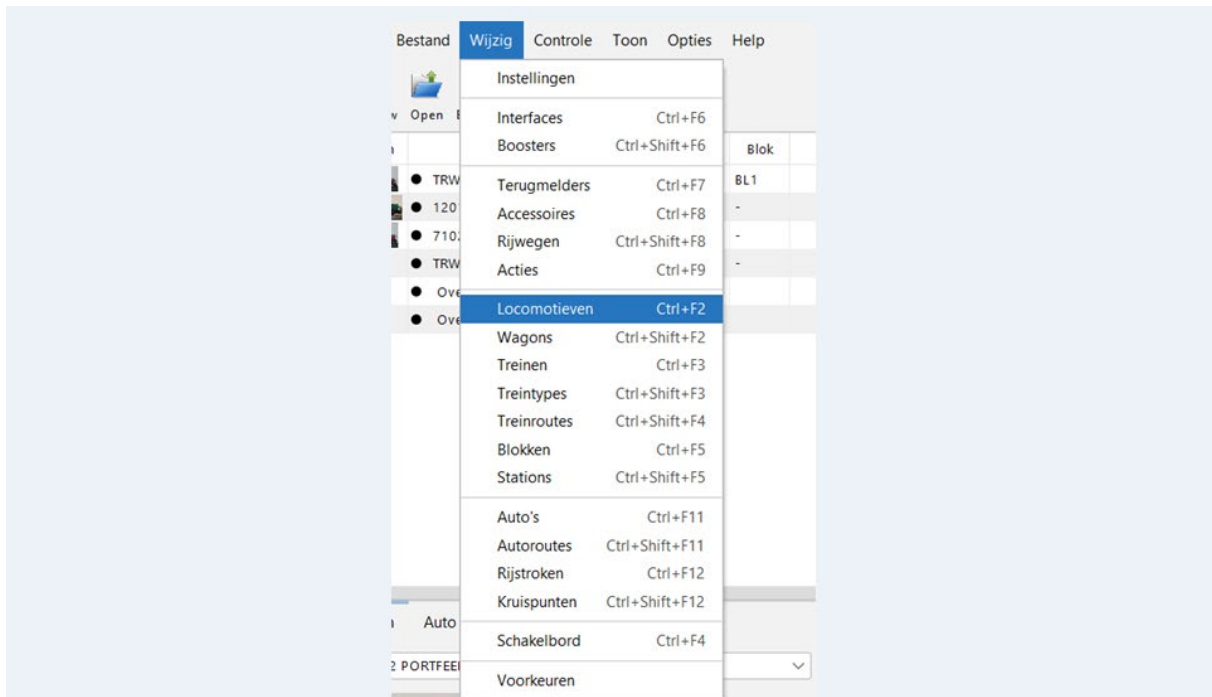 Bestand Wijzig Controle Toon Opties Help
Instellingen
Open
Interfaces Ctrl+F6
Boosters Ctrl+Shift+F6
Blok
TRW Terugmelders Ctrl+F7 BL1
120 Accessoires Ctrl+F8 -
710 Rijwegen Ctrl+Shift+F8 -
TRW Acties Ctrl+F9 -
Ove
Locomotieven Ctrl+F2
Ove
Wagons Ctrl+Shift+F2
Treinen Ctrl+F3
Treintypes Ctrl+Shift+F3
Treinroutes Ctrl+Shift+F4
Blokken Ctrl+F5
Stations Ctrl+Shift+F5
Auto's Ctrl+F11
Autoroutes Ctrl+Shift+F11
Rijstroken Ctrl+F12
Kruispunten Ctrl+Shift+F12
Auto
Schakelbord Ctrl+F4
2 PORTFEE
Voorkeuren